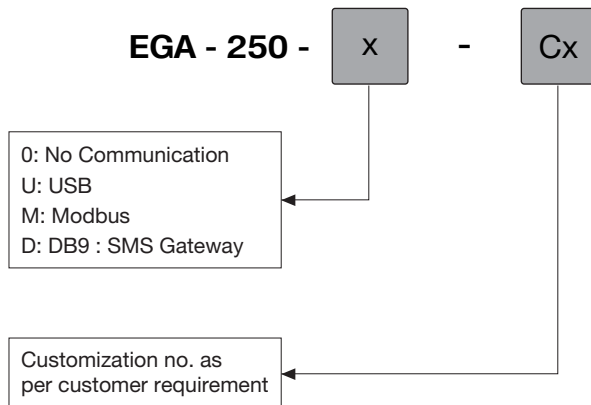 EGA - 250 - x - Cx
0: No Communication
U: USB
M: Modbus
D: DB9 : SMS Gateway
Customization no. as
per customer requirement